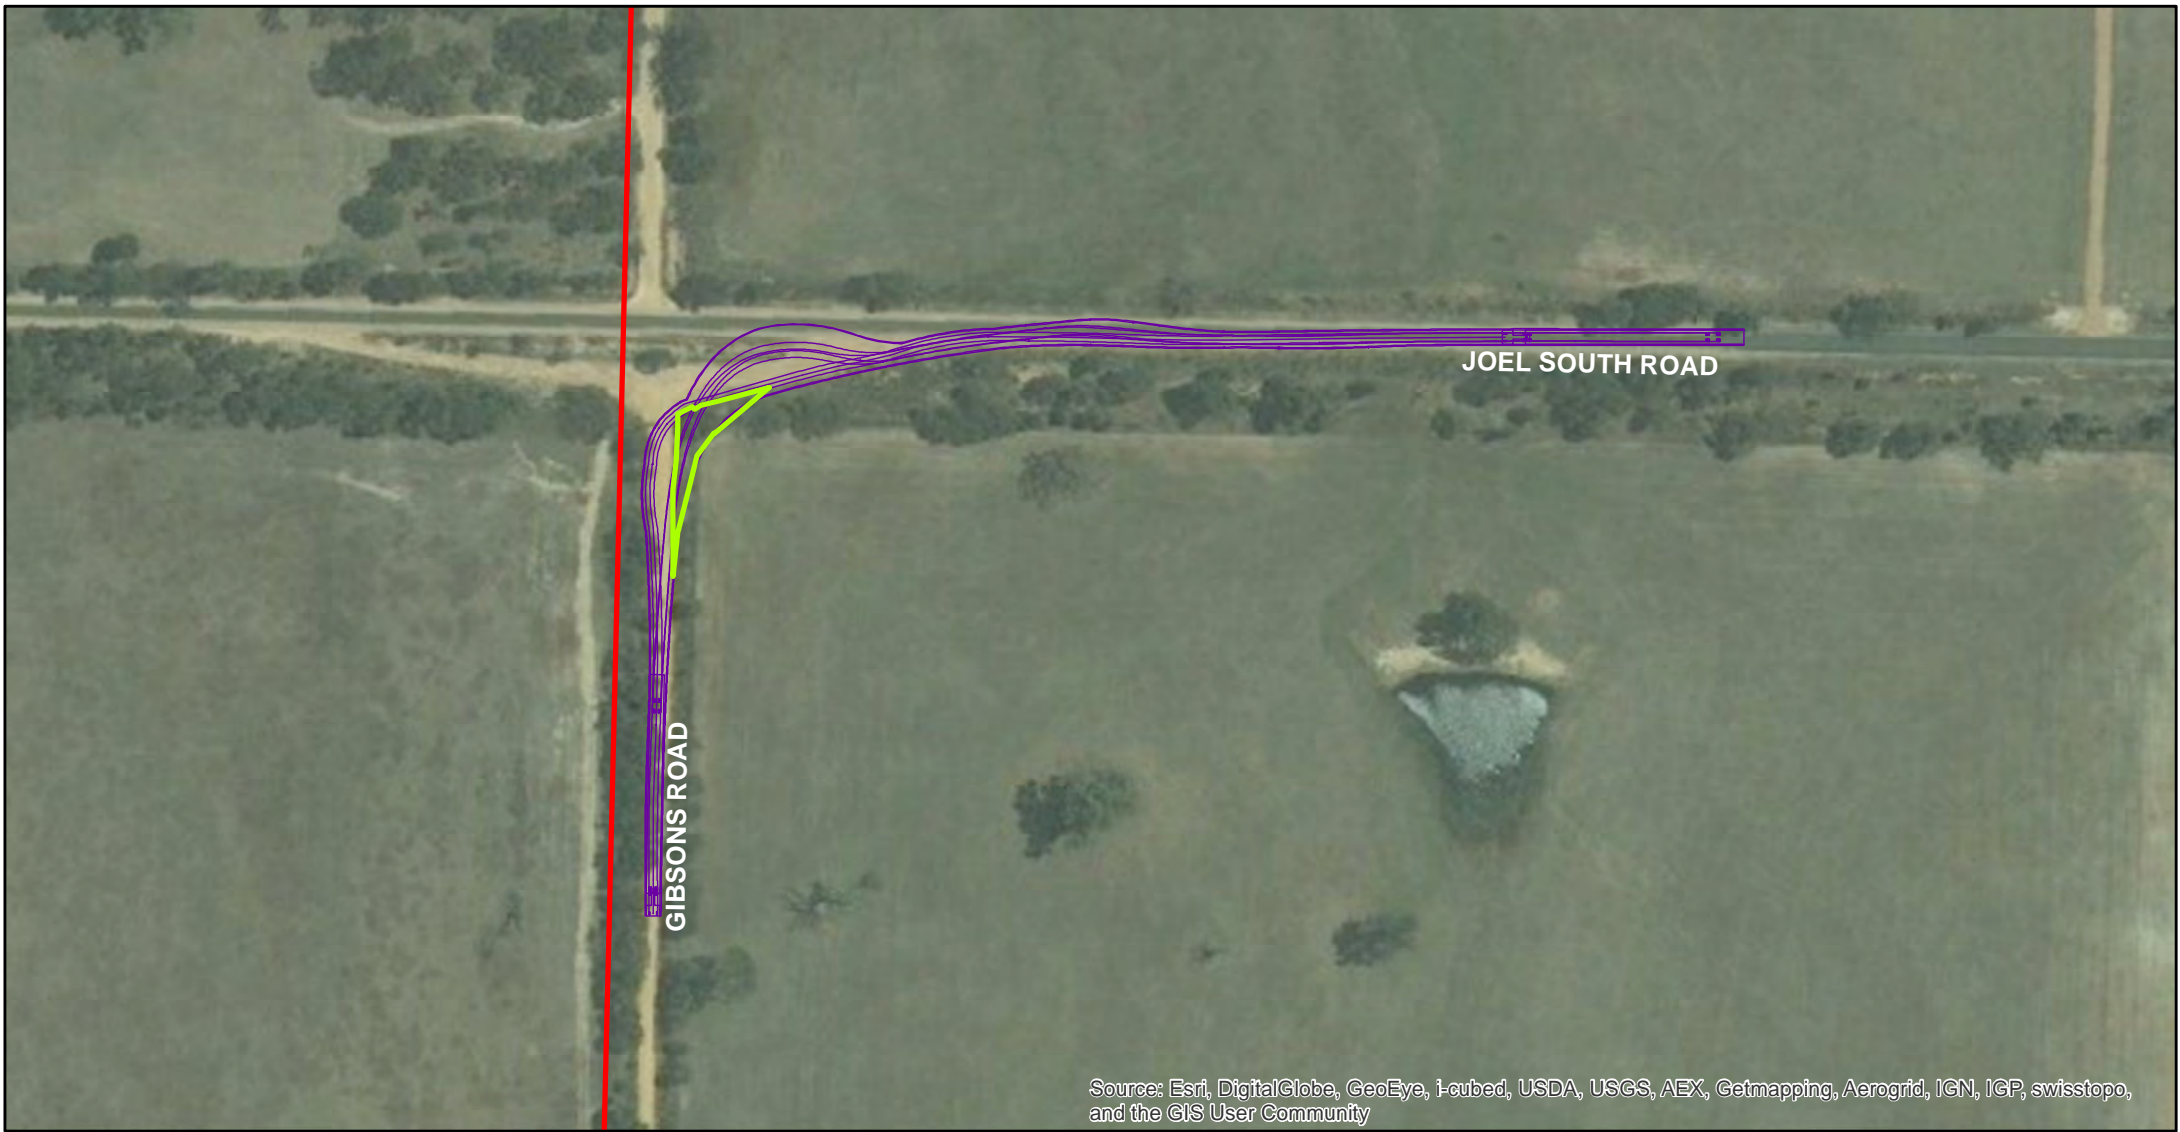 JOEL SOUTH ROAD
GIBSONS ROAD
Source: Esri, DigitalGlobe, GeoEye, i-cubed, USDA, USGS, AEX, Getmapping, Aerogrid, IGN, IGP, swisstopo,
and the GIS User Community